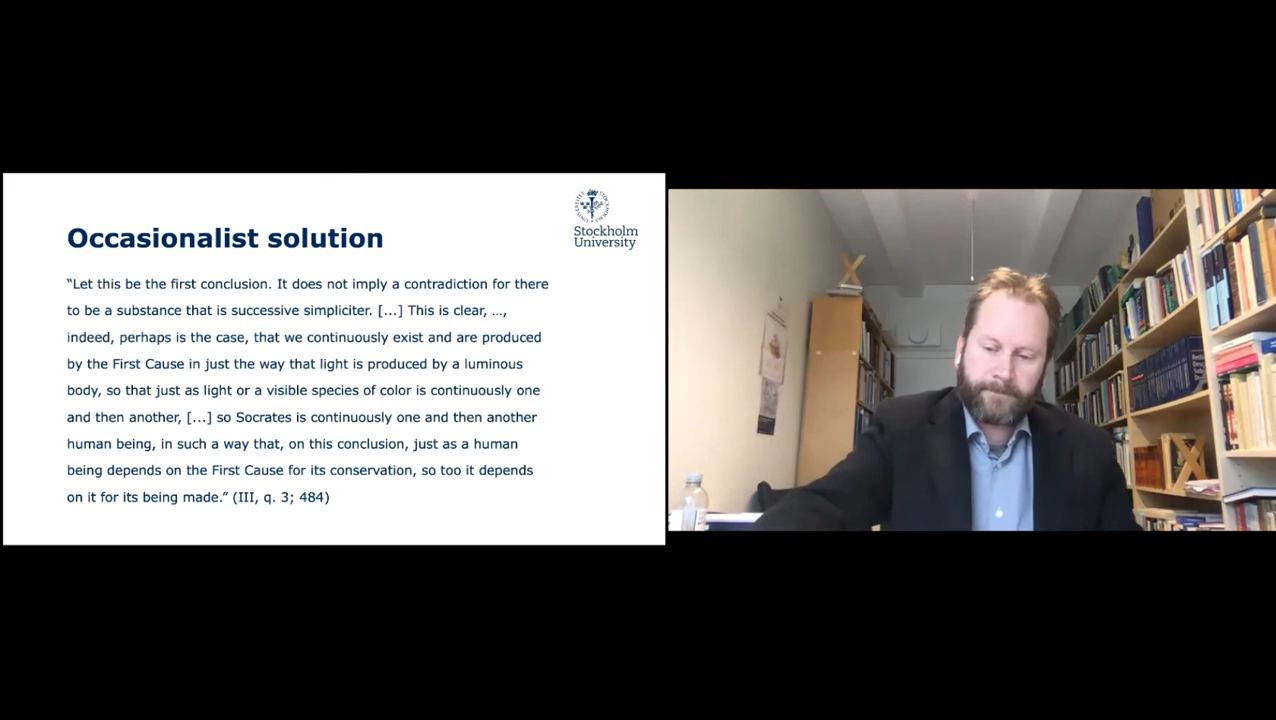 Stockholm
University
Occasionalist solution
“Let this be the first conclusion. It does not imply a contradiction for there
to be a substance that is successive simpliciter. [...] This is clear, ...,
indeed, perhaps is the case, that we continuously exist and are produced
by the First Cause in just the way that light is produced by a luminous
body, so that just as light or a visible species of color is continuously one
and then another, [...] so Socrates is continuously one and then another
human being, in such a way that, on this conclusion, just as a human
being depends on the First Cause for its conservation, so too it depends
on it for its being made.” (III, q. 3; 484)